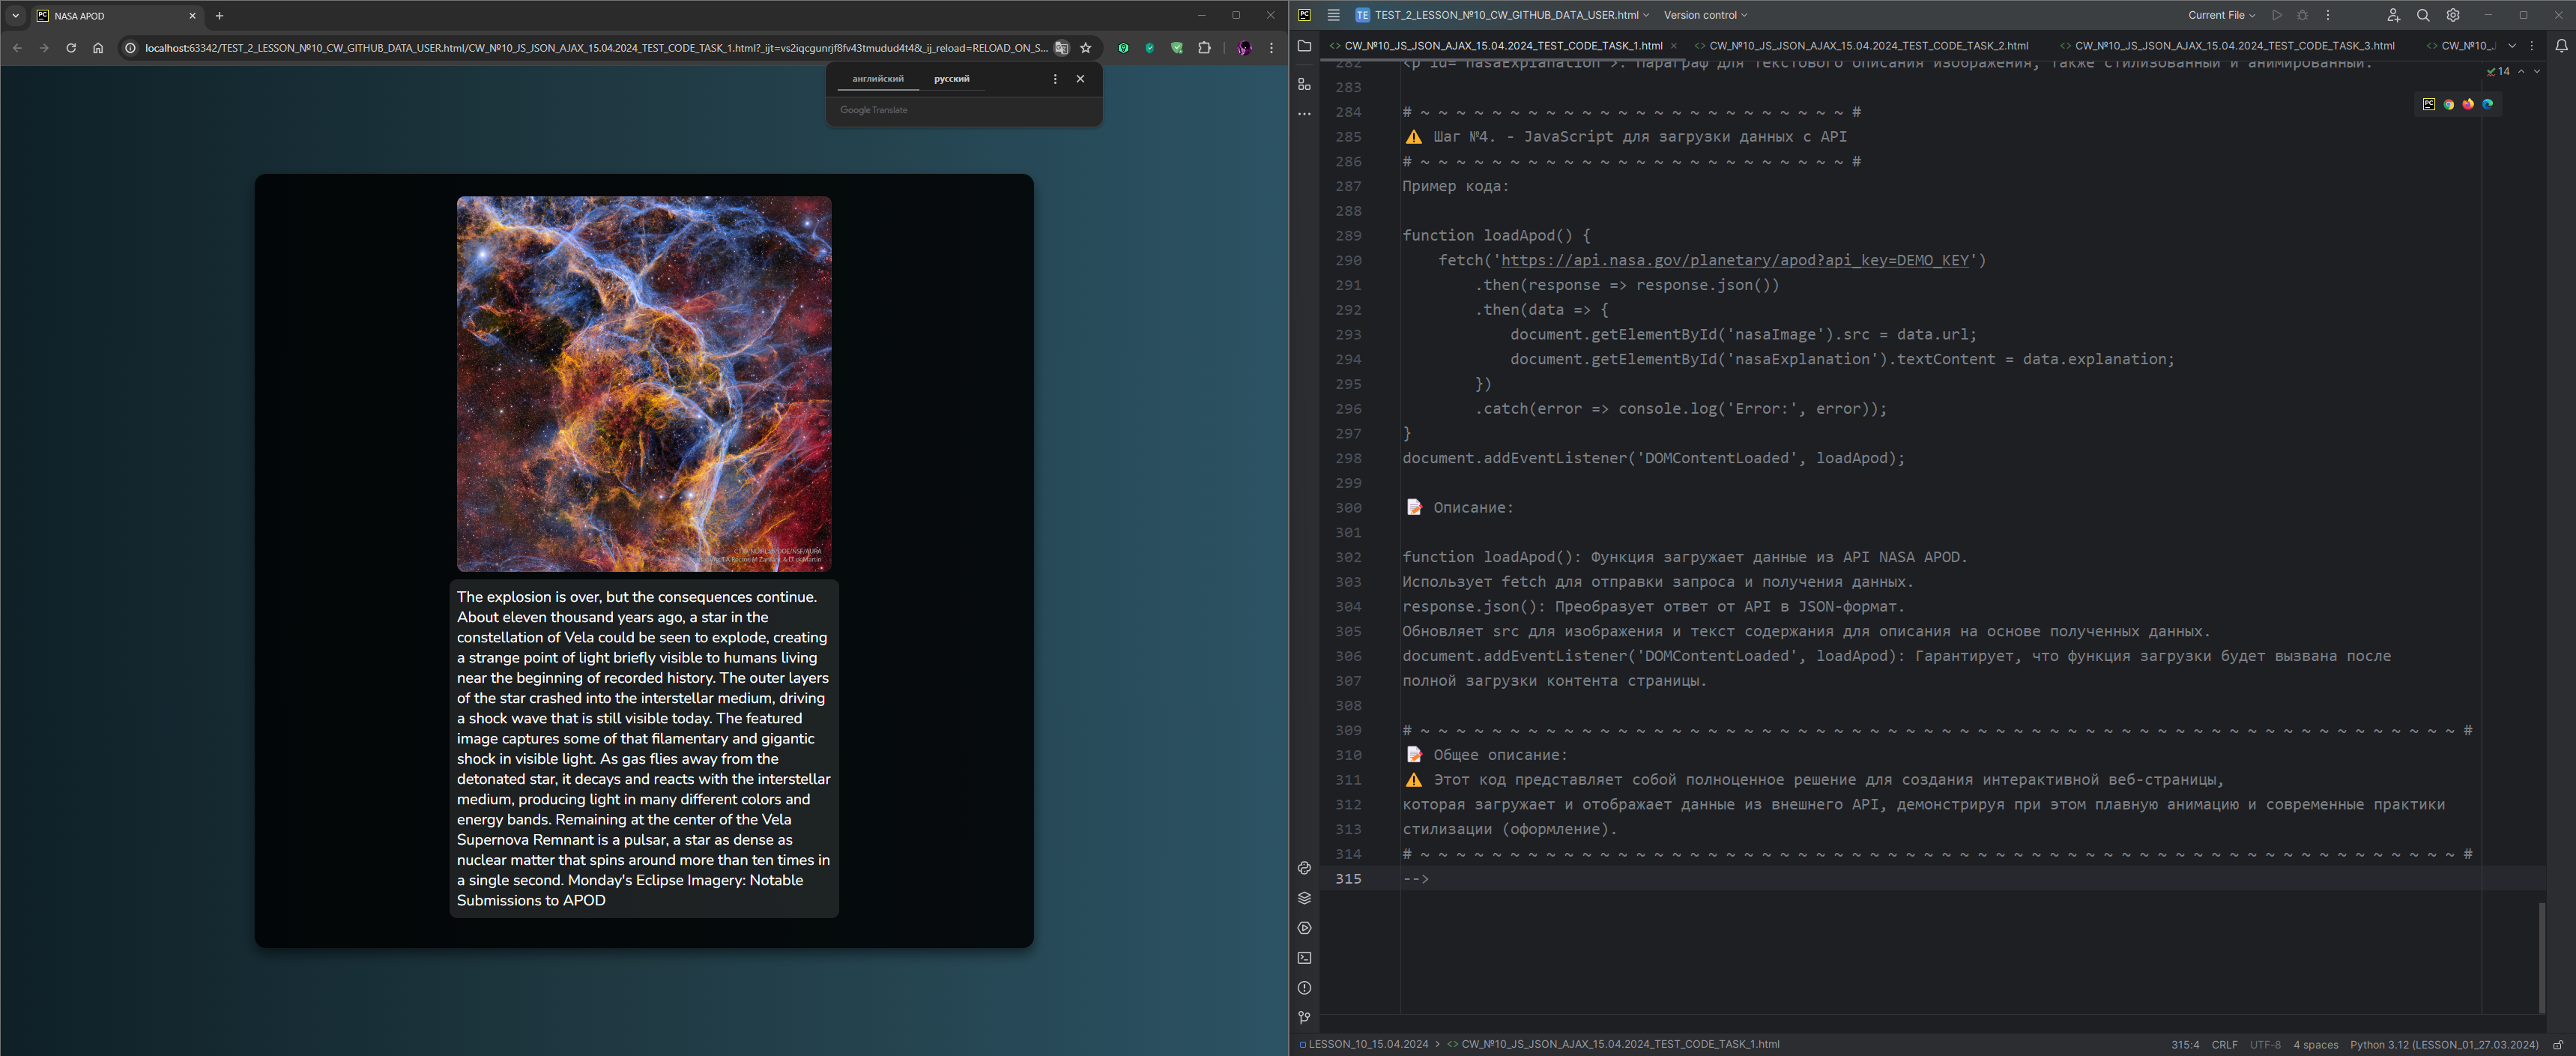 NASA APOD
localhost:63342/TEST_2_LESSON_№10_CW_GITHUB_DATA_USER.html/CW_№10_JS_JSON_AJAX_15.04.2024_TEST_CODE_TASK_1.html?_ijt=vs2iqcgunrjf8fv43tmudud4t4&_ij_reload=RELOAD_ON_S...
английский русский
Google Translate
The explosion is over, but the consequences continue.
About eleven thousand years ago, a star in the
constellation of Vela could be seen to explode, creating
a strange point of light briefly visible to humans living
near the beginning of recorded history. The outer layers
of the star crashed into the interstellar medium, driving
a shock wave that is still visible today. The featured
image captures some of that filamentary and gigantic
shock in visible light. As gas flies away from the
detonated star, it decays and reacts with the interstellar
medium, producing light in many different colors and
energy bands. Remaining at the center of the Vela
Supernova Remnant is a pulsar, a star as dense as
nuclear matter that spins around more than ten times in
a single second. Monday's Eclipse Imagery: Notable
Submissions to APOD
PC TE TEST_2_LESSON_№10_CW_GITHUB_DATA_USER.html Version control Current File
CW_№10_JS_JSON_AJAX_15.04.2024_TEST_CODE_TASK_1.html CW_№10_JS_JSON_AJAX_15.04.2024_TEST_CODE_TASK_2.html CW_№10_JS_JSON_AJAX_15.04.2024_TEST_CODE_TASK_3.html CW_№10_
14
282 <p id="nasaExplanation">: Параграф для текстового описания изображения, также стилизованный и анимированный.
283
284 # ~ ~ ~ ~ ~ ~ ~ ~ ~ ~ ~ ~ ~ ~ ~ ~ ~ ~ ~ ~ ~ ~ ~ ~ #
285 ⚠️ Шаг №4. - JavaScript для загрузки данных с API
286 # ~ ~ ~ ~ ~ ~ ~ ~ ~ ~ ~ ~ ~ ~ ~ ~ ~ ~ ~ ~ ~ ~ ~ ~ #
287 Пример кода:
288
289 function loadApod() {
290 fetch('https://api.nasa.gov/planetary/apod?api_key=DEMO_KEY')
291 .then(response => response.json())
292 .then(data => {
293 document.getElementById('nasaImage').src = data.url;
294 document.getElementById('nasaExplanation').textContent = data.explanation;
295 })
296 .catch(error => console.log('Error:', error));
297 }
298 document.addEventListener('DOMContentLoaded', loadApod);
299
300 📝 Описание:
301
302 function loadApod(): Функция загружает данные из API NASA APOD.
303 Использует fetch для отправки запроса и получения данных.
304 response.json(): Преобразует ответ от API в JSON-формат.
305 Обновляет src для изображения и текст содержания для описания на основе полученных данных.
306 document.addEventListener('DOMContentLoaded', loadApod): Гарантирует, что функция загрузки будет вызвана после
307 полной загрузки контента страницы.
308
309 # ~ ~ ~ ~ ~ ~ ~ ~ ~ ~ ~ ~ ~ ~ ~ ~ ~ ~ ~ ~ ~ ~ ~ ~ ~ ~ ~ ~ ~ ~ ~ ~ ~ ~ ~ ~ ~ ~ ~ ~ ~ ~ ~ ~ ~ ~ ~ ~ ~ ~ ~ ~ ~ ~ ~ ~ ~ ~ #
310 📝 Общее описание:
311 ⚠️ Этот код представляет собой полноценное решение для создания интерактивной веб-страницы,
312 которая загружает и отображает данные из внешнего API, демонстрируя при этом плавную анимацию и современные практики
313 стилизации (оформление).
314 # ~ ~ ~ ~ ~ ~ ~ ~ ~ ~ ~ ~ ~ ~ ~ ~ ~ ~ ~ ~ ~ ~ ~ ~ ~ ~ ~ ~ ~ ~ ~ ~ ~ ~ ~ ~ ~ ~ ~ ~ ~ ~ ~ ~ ~ ~ ~ ~ ~ ~ ~ ~ ~ ~ ~ ~ ~ ~ #
315 -->
LESSON_10_15.04.2024 > CW_№10_JS_JSON_AJAX_15.04.2024_TEST_CODE_TASK_1.html 315:4 CRLF UTF-8 4 spaces Python 3.12 (LESSON_01_27.03.2024)